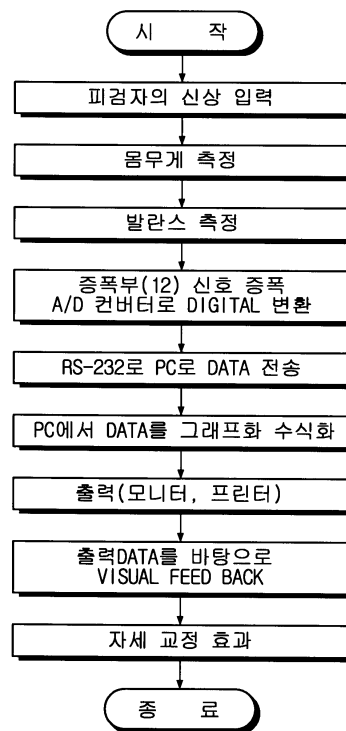 시 작
피검자의 신상 입력
몸무게 측정
발란스 측정
증폭부(12) 신호 증폭
A/D 컨버터로 DIGITAL 변환
RS-232로 PC로 DATA 전송
PC에서 DATA를 그래프화 수식화
출력(모니터, 프린터)
출력DATA를 바탕으로
VISUAL FEED BACK
자세 교정 효과
종 료